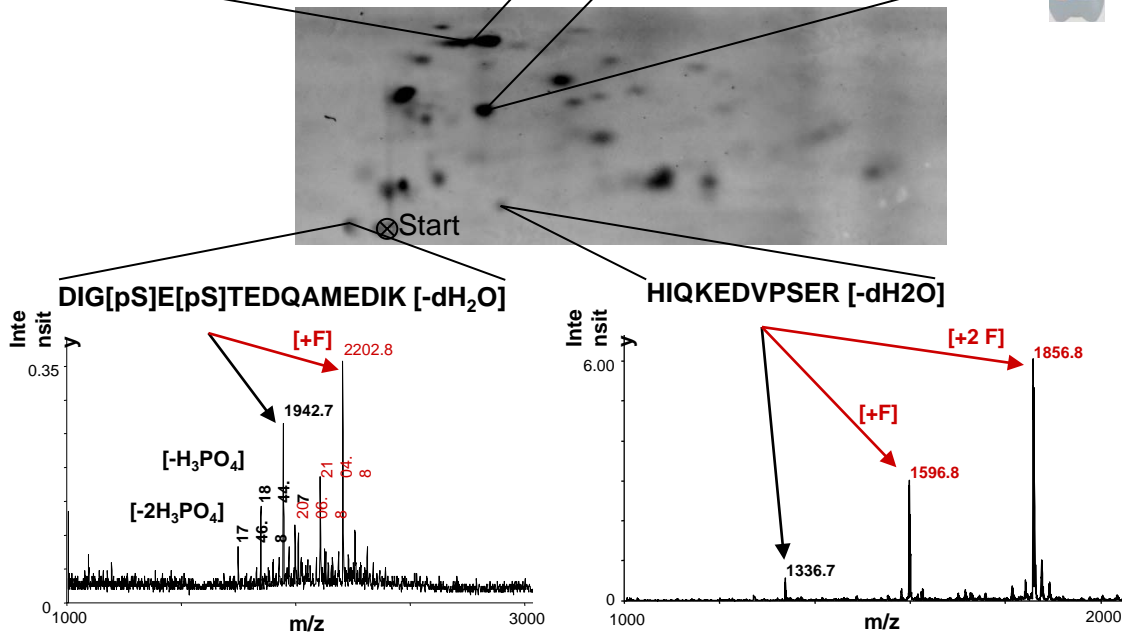 ⊗Start
DIG[pS]E[pS]TEDQAMEDIK [-dH₂O]
HIQKEDVPSER [-dH2O]
Inte
nsit
y
[+F]
2202.8
0.35
1942.7
[-H₃PO₄]
[-2H₃PO₄]
17
46.
8
18
44.
7
20
06.
8
21
04.
8
0
1000
m/z
3000
Inte
nsit
y
[+2 F]
1856.8
6.00
[+F]
1596.8
1336.7
0
1000
m/z
2000